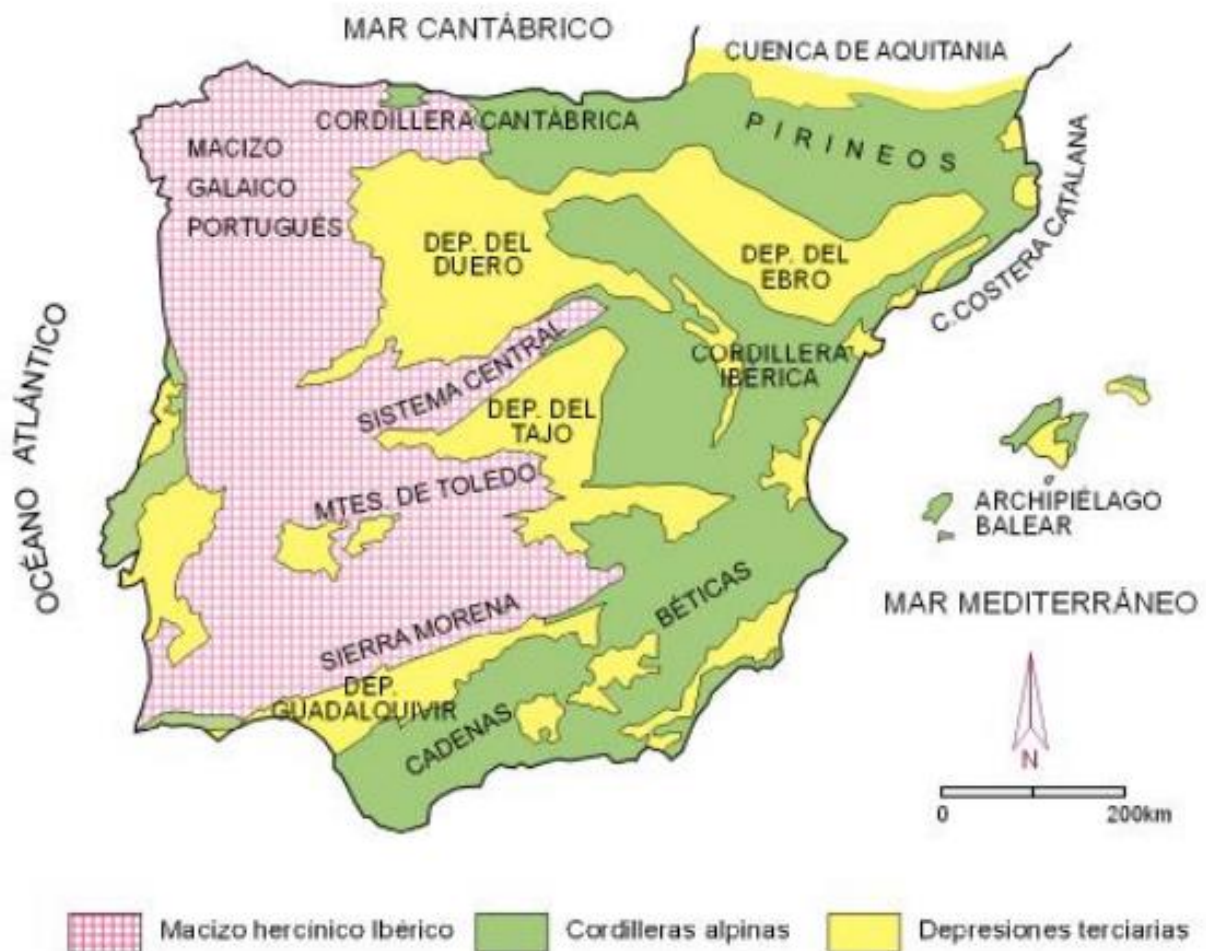 MAR CANTÁBRICO
CUENCA DE AQUITANIA
CORDILLERA CANTÁBRICA
PIRINEOS
MACIZO
GALAICO
PORTUGUÉS
DEP. DEL
DUERO
DEP. DEL
EBRO
C.COSTERA CATALANA
OCÉANO ATLÁNTICO
SISTEMA CENTRAL
CORDILLERA
IBÉRICA
DEP. DEL
TAJO
MTES. DE TOLEDO
ARCHIPIÉLAGO
BALEAR
MAR MEDITERRÁNEO
SIERRA MORENA
BÉTICAS
DEP.
GUADALQUIVIR
CADENAS
N
0 200km
Macizo hercínico Ibérico
Cordilleras alpinas
Depresiones terciarias